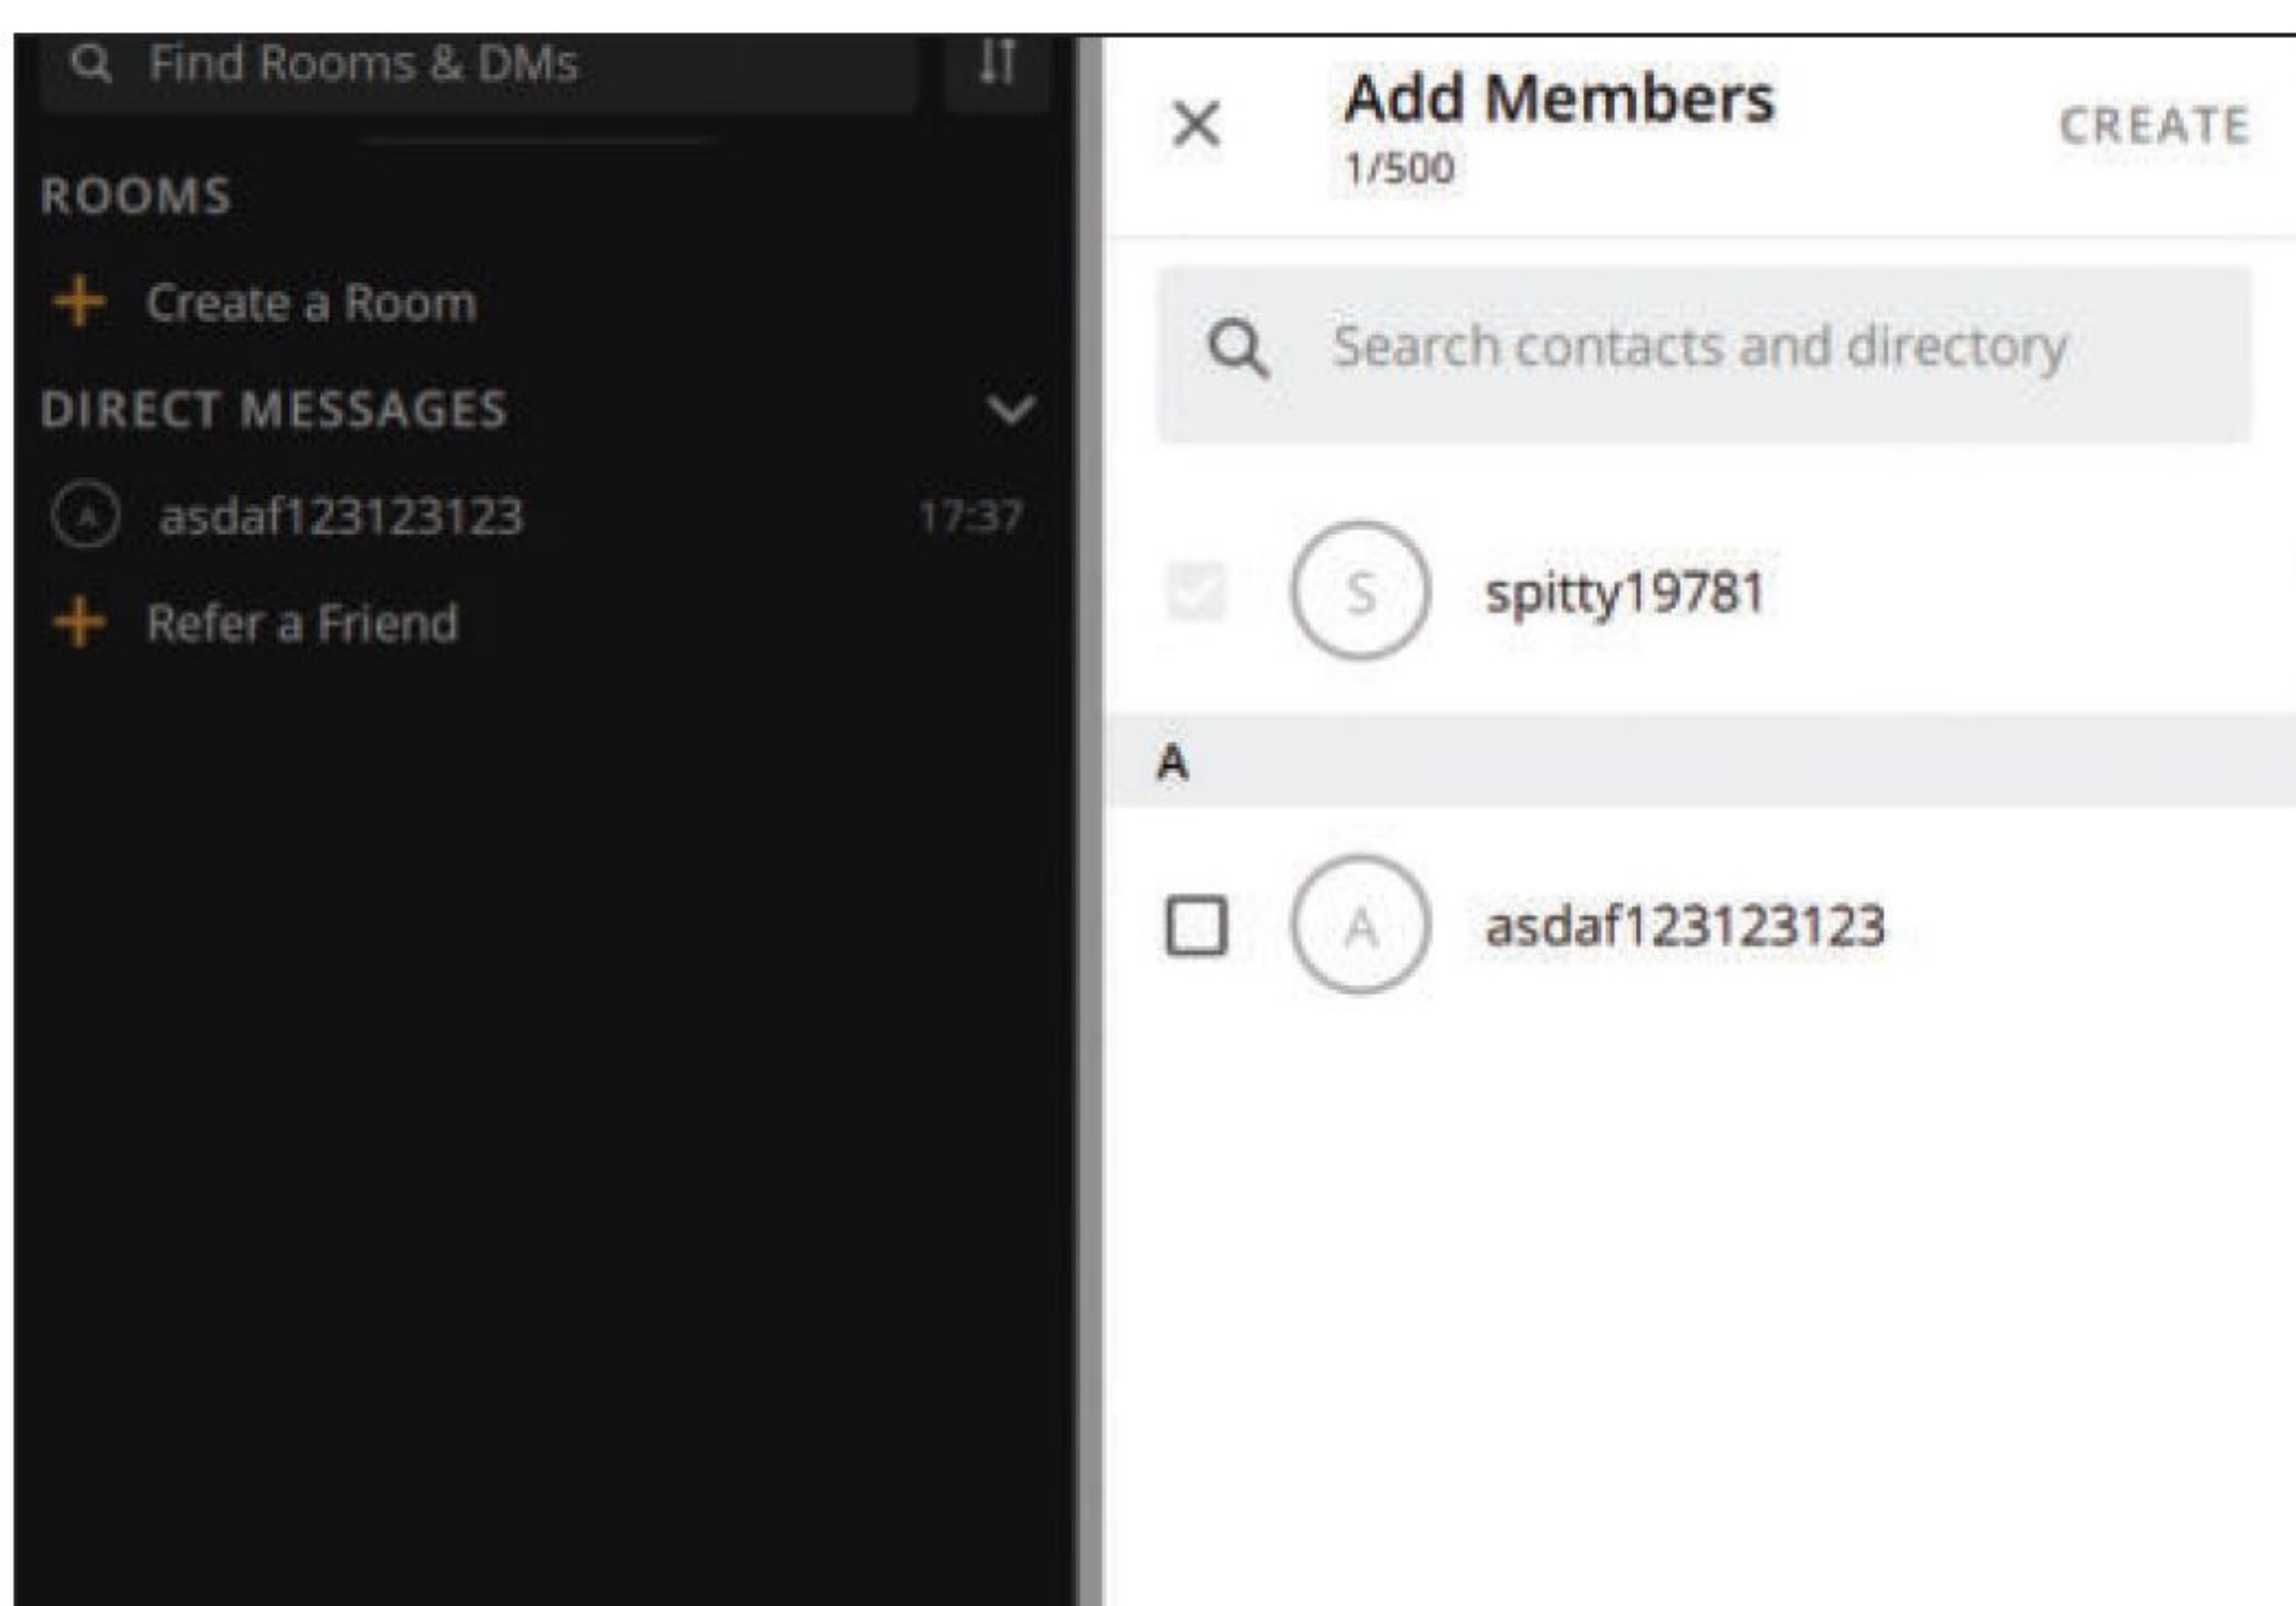 Find Rooms & DMs
ROOMS
Create a Room
DIRECT MESSAGES
A asdaf123123123 17:37
Refer a Friend
Add Members
CREATE
1/500
Search contacts and directory
S spitty19781
A
A asdaf123123123